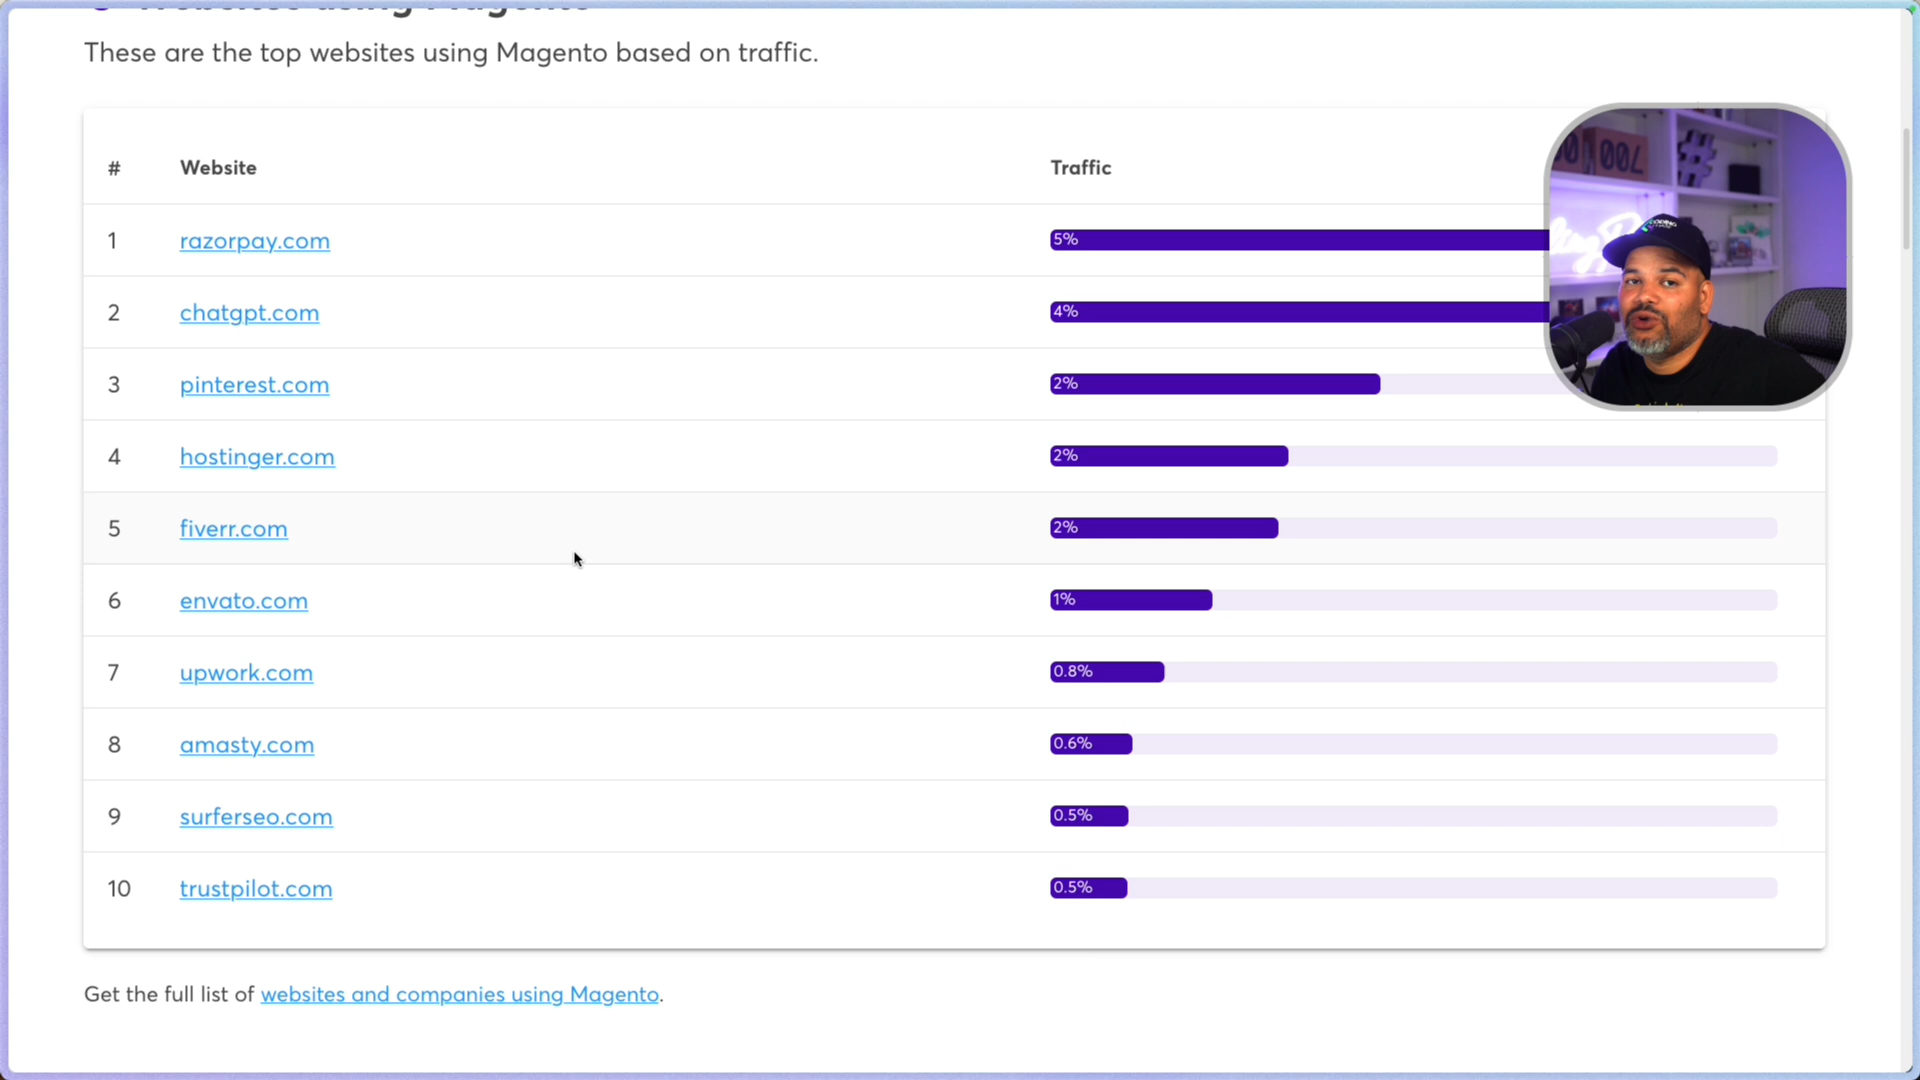 Websites using Magento
These are the top websites using Magento based on traffic.
# Website Traffic
1 razorpay.com 5%
2 chatgpt.com 4%
3 pinterest.com 2%
4 hostinger.com 2%
5 fiverr.com 2%
6 envato.com 1%
7 upwork.com 0.8%
8 amasty.com 0.6%
9 surferseo.com 0.5%
10 trustpilot.com 0.5%
Get the full list of websites and companies using Magento.